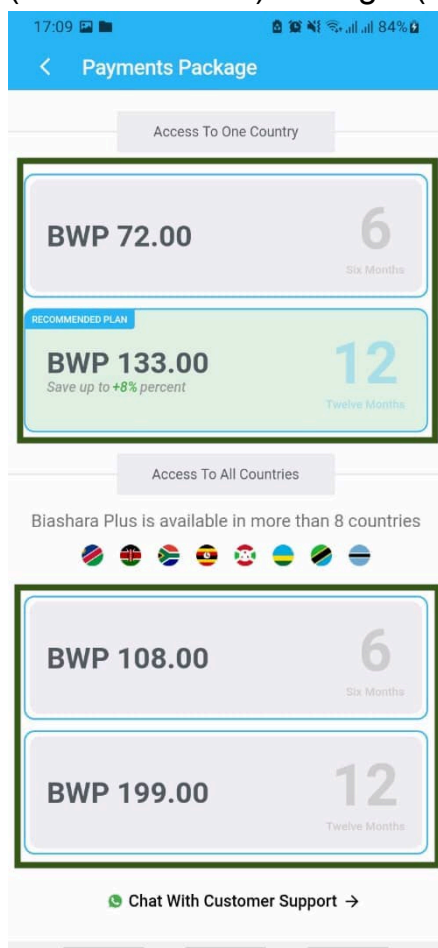 17:09
84%
Payments Package
Access To One Country
BWP 72.00
6
Six Months
RECOMMENDED PLAN
BWP 133.00
Save up to +8% percent
12
Twelve Months
Access To All Countries
Biashara Plus is available in more than 8 countries
BWP 108.00
6
Six Months
BWP 199.00
12
Twelve Months
Chat With Customer Support →